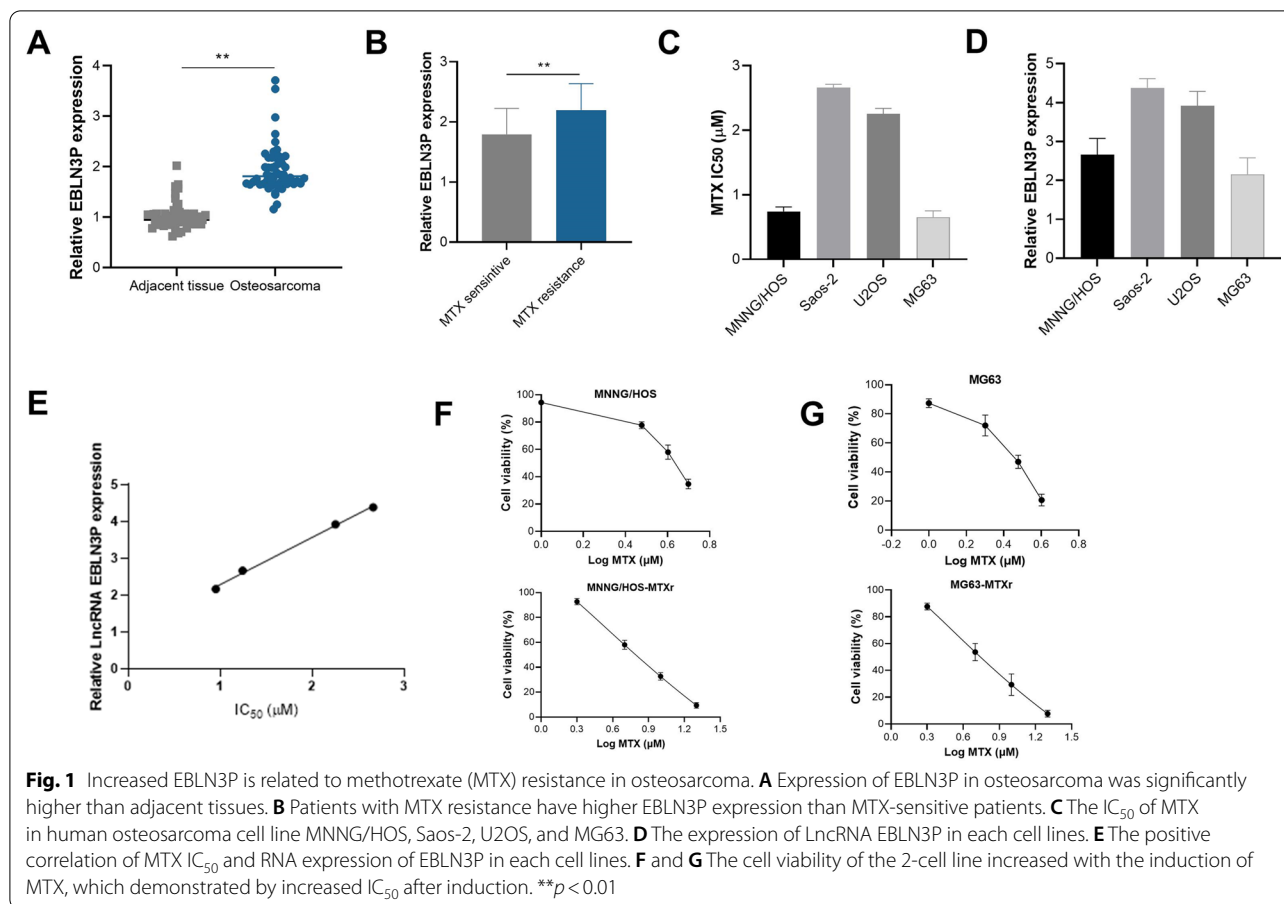 A
**
Relative EBLN3P expression
4
3
2
1
0
Adjacent tissue Osteosarcoma
B
**
Relative EBLN3P expression
3
2
1
0
MTX sensintive
MTX resistance
C
MTX IC50 (μM)
3
2
1
0
MNNG/HOS
Saos-2
U2OS
MG63
D
Relative EBLN3P expression
5
4
3
2
1
0
MNNG/HOS
Saos-2
U2OS
MG63
E
Relative LncRNA EBLN3P expression
5
4
3
2
1
0
0 1 2 3
IC50 (μM)
F
MNNG/HOS
Cell viability (%)
100
80
60
40
20
0
0.0 0.2 0.4 0.6 0.8
Log MTX (μM)
MNNG/HOS-MTXr
Cell viability (%)
100
80
60
40
20
0
0.0 0.3 0.6 0.9 1.2 1.5
Log MTX (μM)
G
MG63
Cell viability (%)
100
80
60
40
20
0
-0.2 0.0 0.2 0.4 0.6 0.8
Log MTX (μM)
MG63-MTXr
Cell viability (%)
100
80
60
40
20
0
0.0 0.3 0.6 0.9 1.2 1.5
Log MTX (μM)
Fig. 1 Increased EBLN3P is related to methotrexate (MTX) resistance in osteosarcoma. A Expression of EBLN3P in osteosarcoma was significantly
higher than adjacent tissues. B Patients with MTX resistance have higher EBLN3P expression than MTX-sensitive patients. C The IC50 of MTX
in human osteosarcoma cell line MNNG/HOS, Saos-2, U2OS, and MG63. D The expression of LncRNA EBLN3P in each cell lines. E The positive
correlation of MTX IC50 and RNA expression of EBLN3P in each cell lines. F and G The cell viability of the 2-cell line increased with the induction of
MTX, which demonstrated by increased IC50 after induction. **p < 0.01